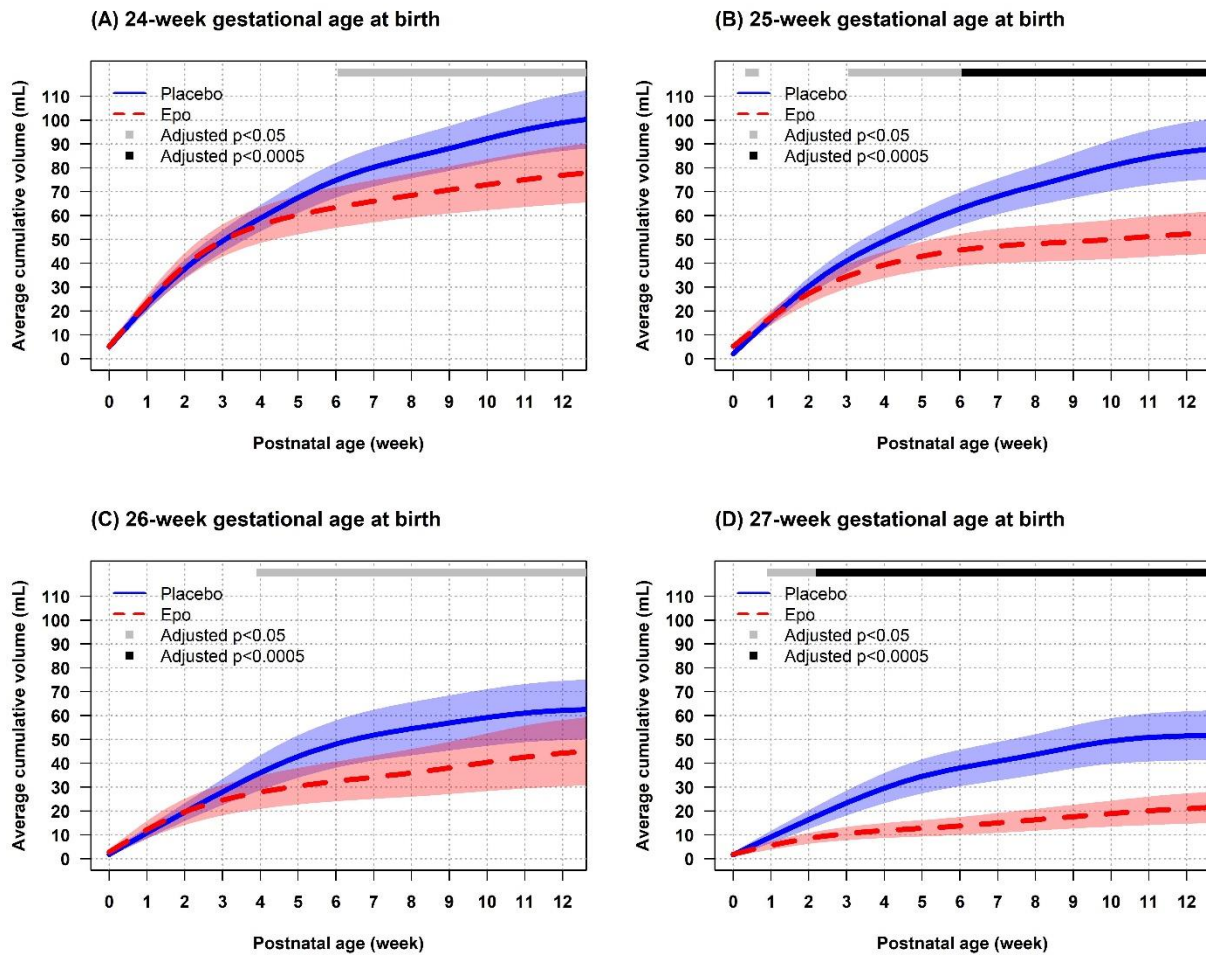 (A) 24-week gestational age at birth
Average cumulative volume (mL)
110
100
90
80
70
60
50
40
30
20
10
0
Placebo
Epo
Adjusted p<0.05
Adjusted p<0.0005
0 1 2 3 4 5 6 7 8 9 10 11 12
Postnatal age (week)
(B) 25-week gestational age at birth
Average cumulative volume (mL)
110
100
90
80
70
60
50
40
30
20
10
0
Placebo
Epo
Adjusted p<0.05
Adjusted p<0.0005
0 1 2 3 4 5 6 7 8 9 10 11 12
Postnatal age (week)
(C) 26-week gestational age at birth
Average cumulative volume (mL)
110
100
90
80
70
60
50
40
30
20
10
0
Placebo
Epo
Adjusted p<0.05
Adjusted p<0.0005
0 1 2 3 4 5 6 7 8 9 10 11 12
Postnatal age (week)
(D) 27-week gestational age at birth
Average cumulative volume (mL)
110
100
90
80
70
60
50
40
30
20
10
0
Placebo
Epo
Adjusted p<0.05
Adjusted p<0.0005
0 1 2 3 4 5 6 7 8 9 10 11 12
Postnatal age (week)